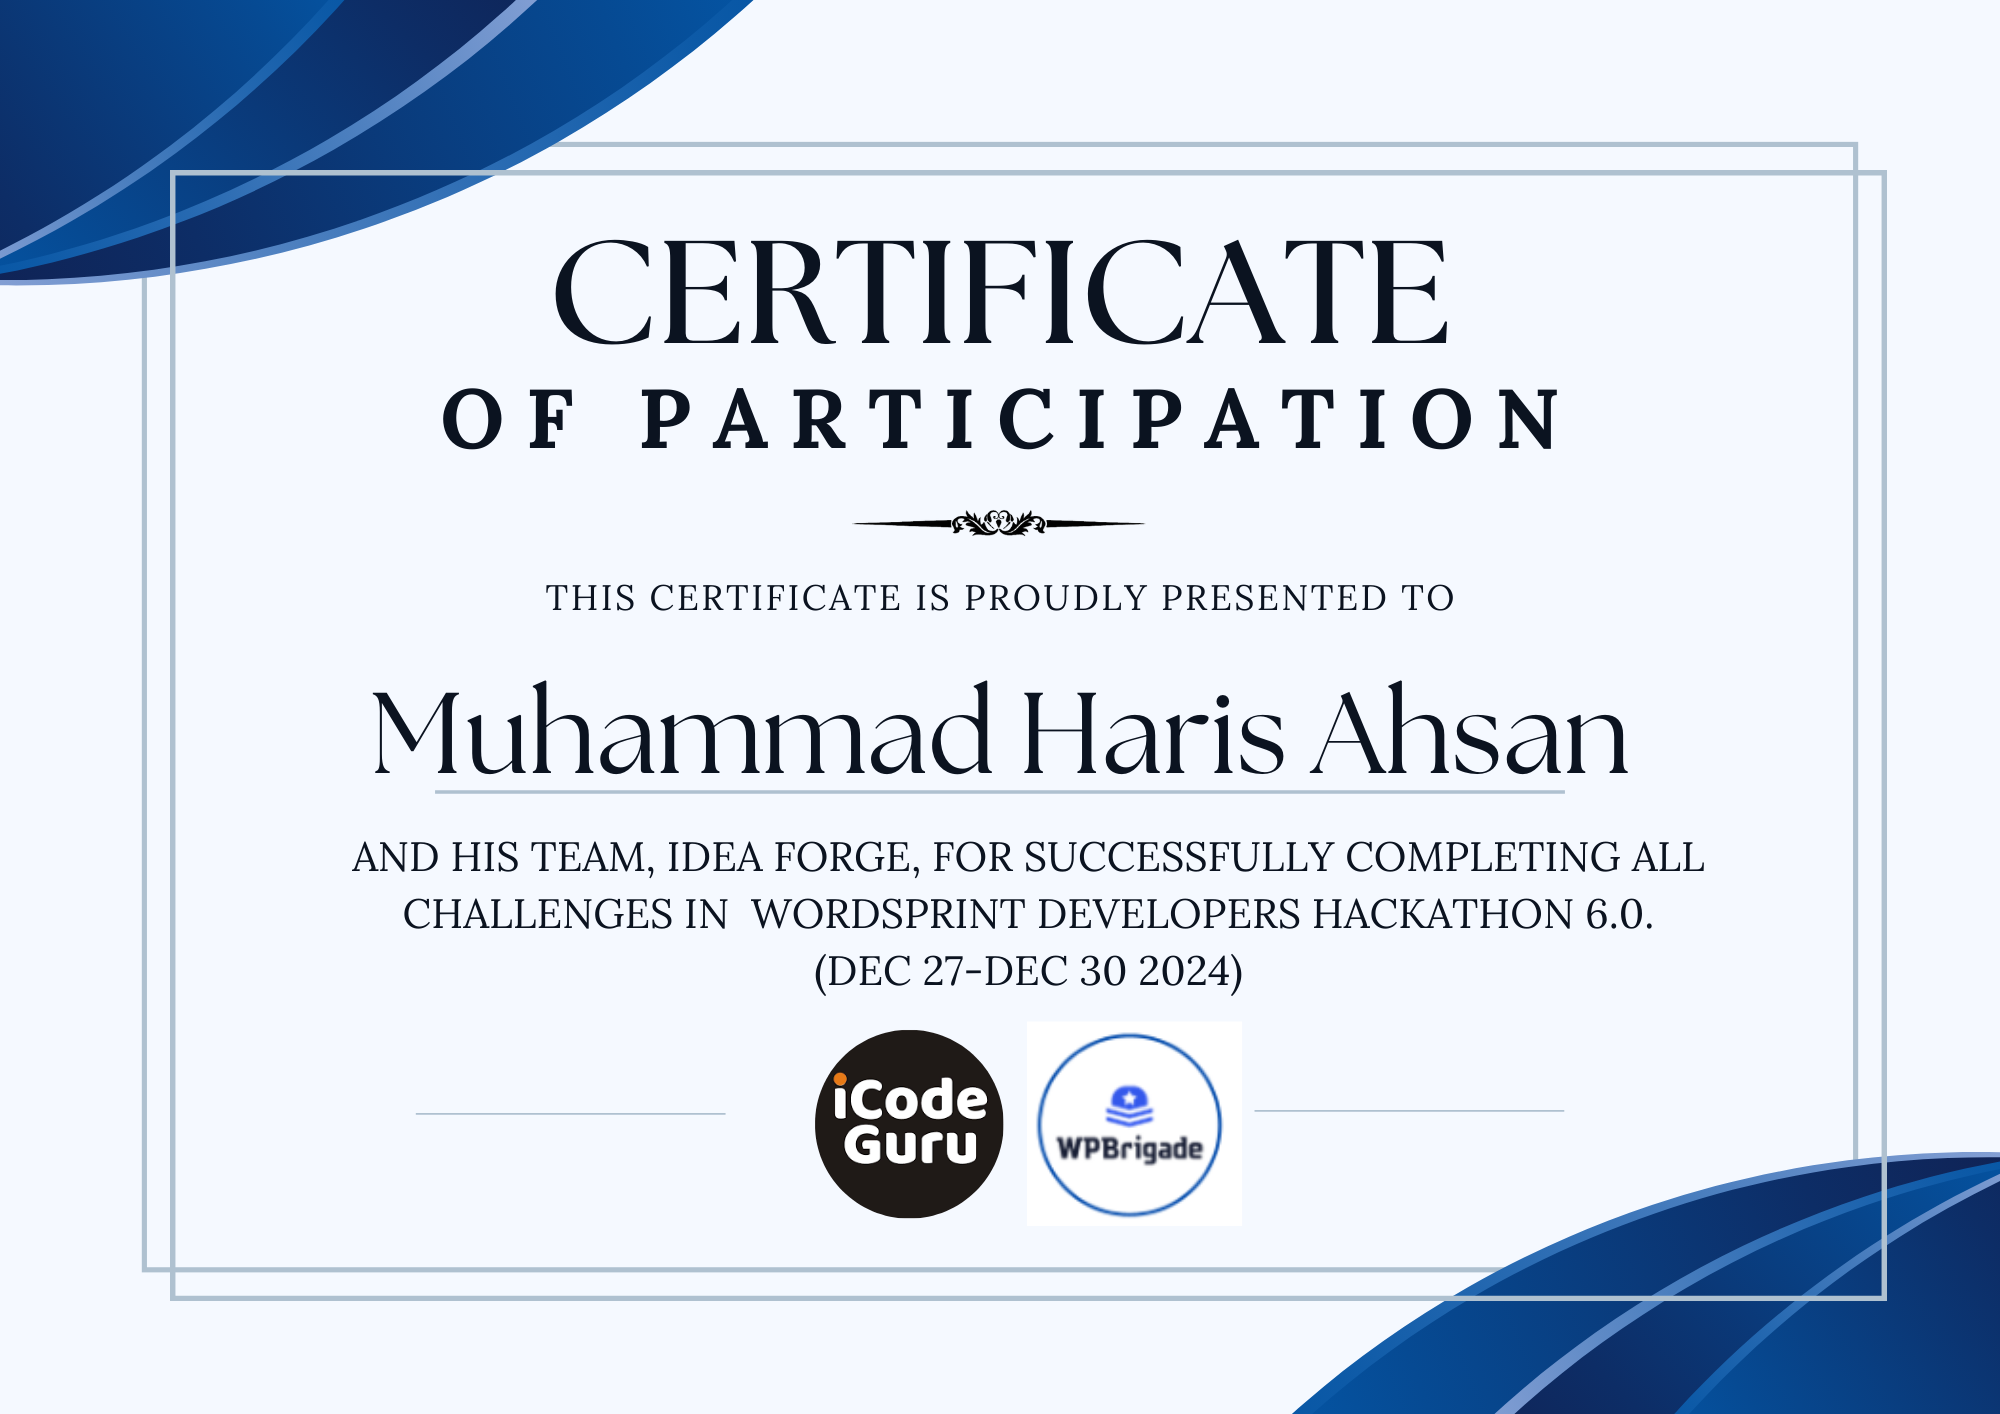 CERTIFICATE
OF PARTICIPATION
THIS CERTIFICATE IS PROUDLY PRESENTED TO
Muhammad Haris Ahsan
AND HIS TEAM, IDEA FORGE, FOR SUCCESSFULLY COMPLETING ALL
CHALLENGES IN  WORDSPRINT DEVELOPERS HACKATHON 6.0.
(DEC 27-DEC 30 2024)
iCode
Guru
WPBrigade